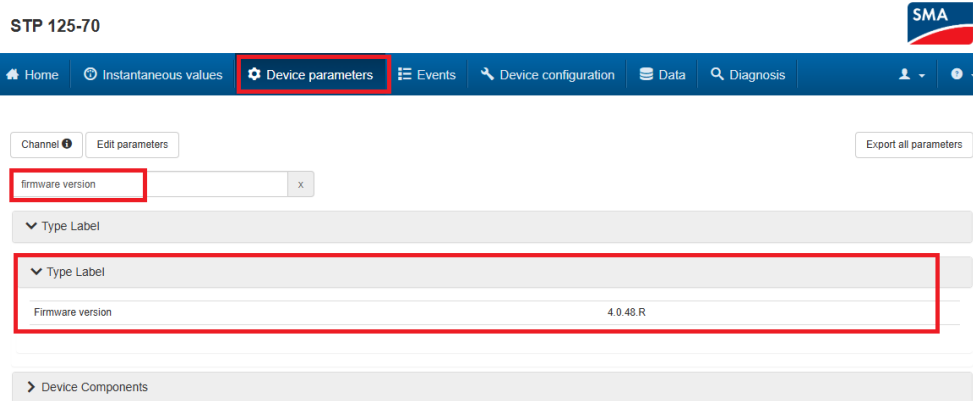 STP 125-70
SMA
Home Instantaneous values Device parameters Events Device configuration Data Diagnosis
Channel Edit parameters Export all parameters
firmware version x
Type Label
Type Label
Firmware version 4.0.48.R
Device Components